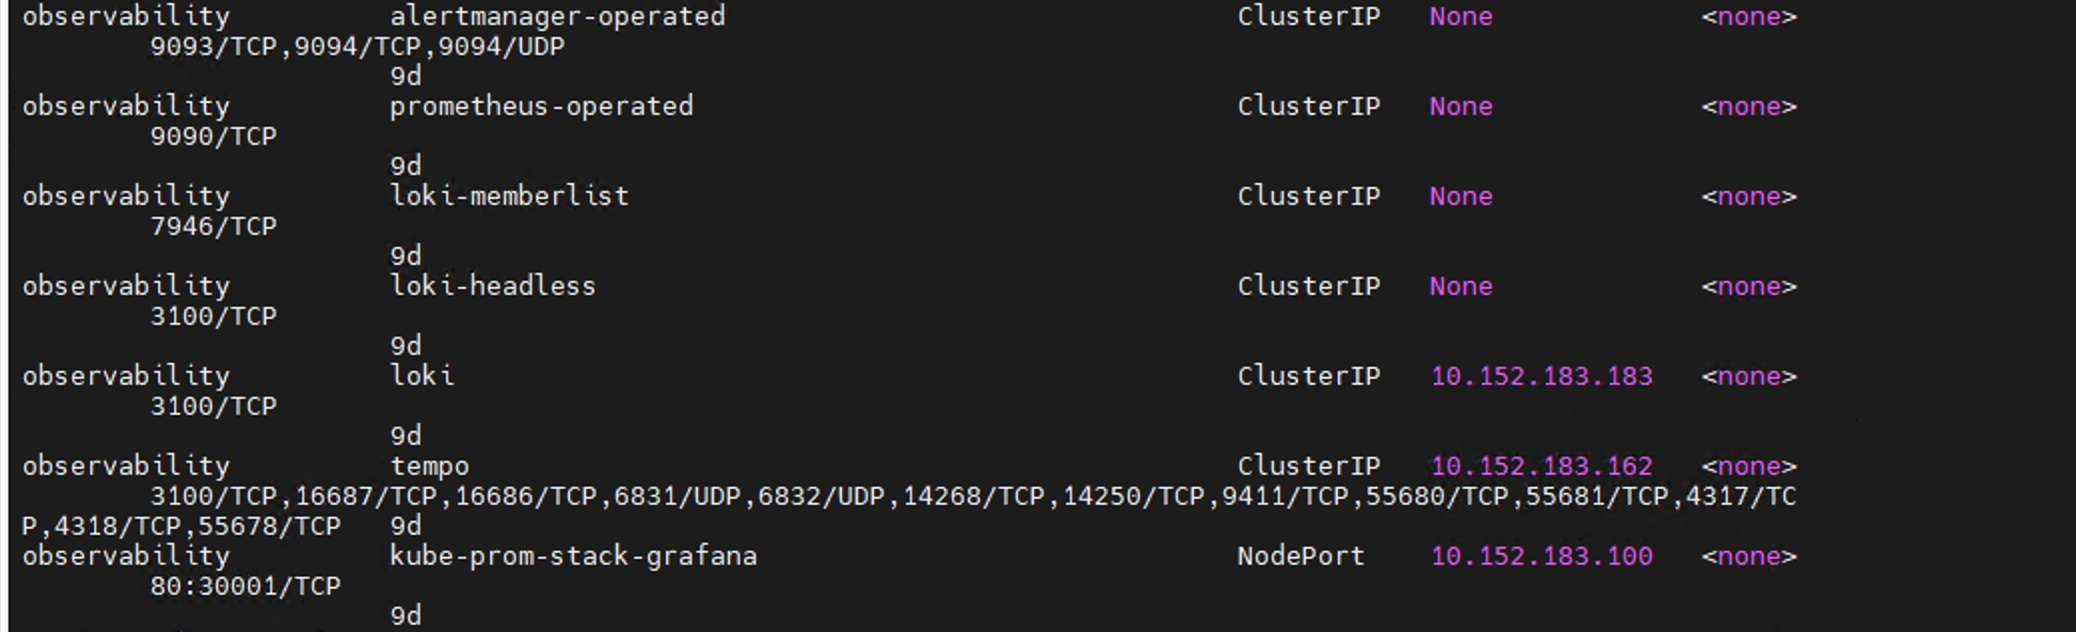 observability alertmanager-operated ClusterIP None <none>
9093/TCP,9094/TCP,9094/UDP
9d
observability prometheus-operated ClusterIP None <none>
9090/TCP
9d
observability loki-memberlist ClusterIP None <none>
7946/TCP
9d
observability loki-headless ClusterIP None <none>
3100/TCP
9d
observability loki ClusterIP 10.152.183.183 <none>
3100/TCP
9d
observability tempo ClusterIP 10.152.183.162 <none>
3100/TCP,16687/TCP,16686/TCP,6831/UDP,6832/UDP,14268/TCP,14250/TCP,9411/TCP,55680/TCP,55681/TCP,4317/TC
P,4318/TCP,55678/TCP 9d
observability kube-prom-stack-grafana NodePort 10.152.183.100 <none>
80:30001/TCP
9d